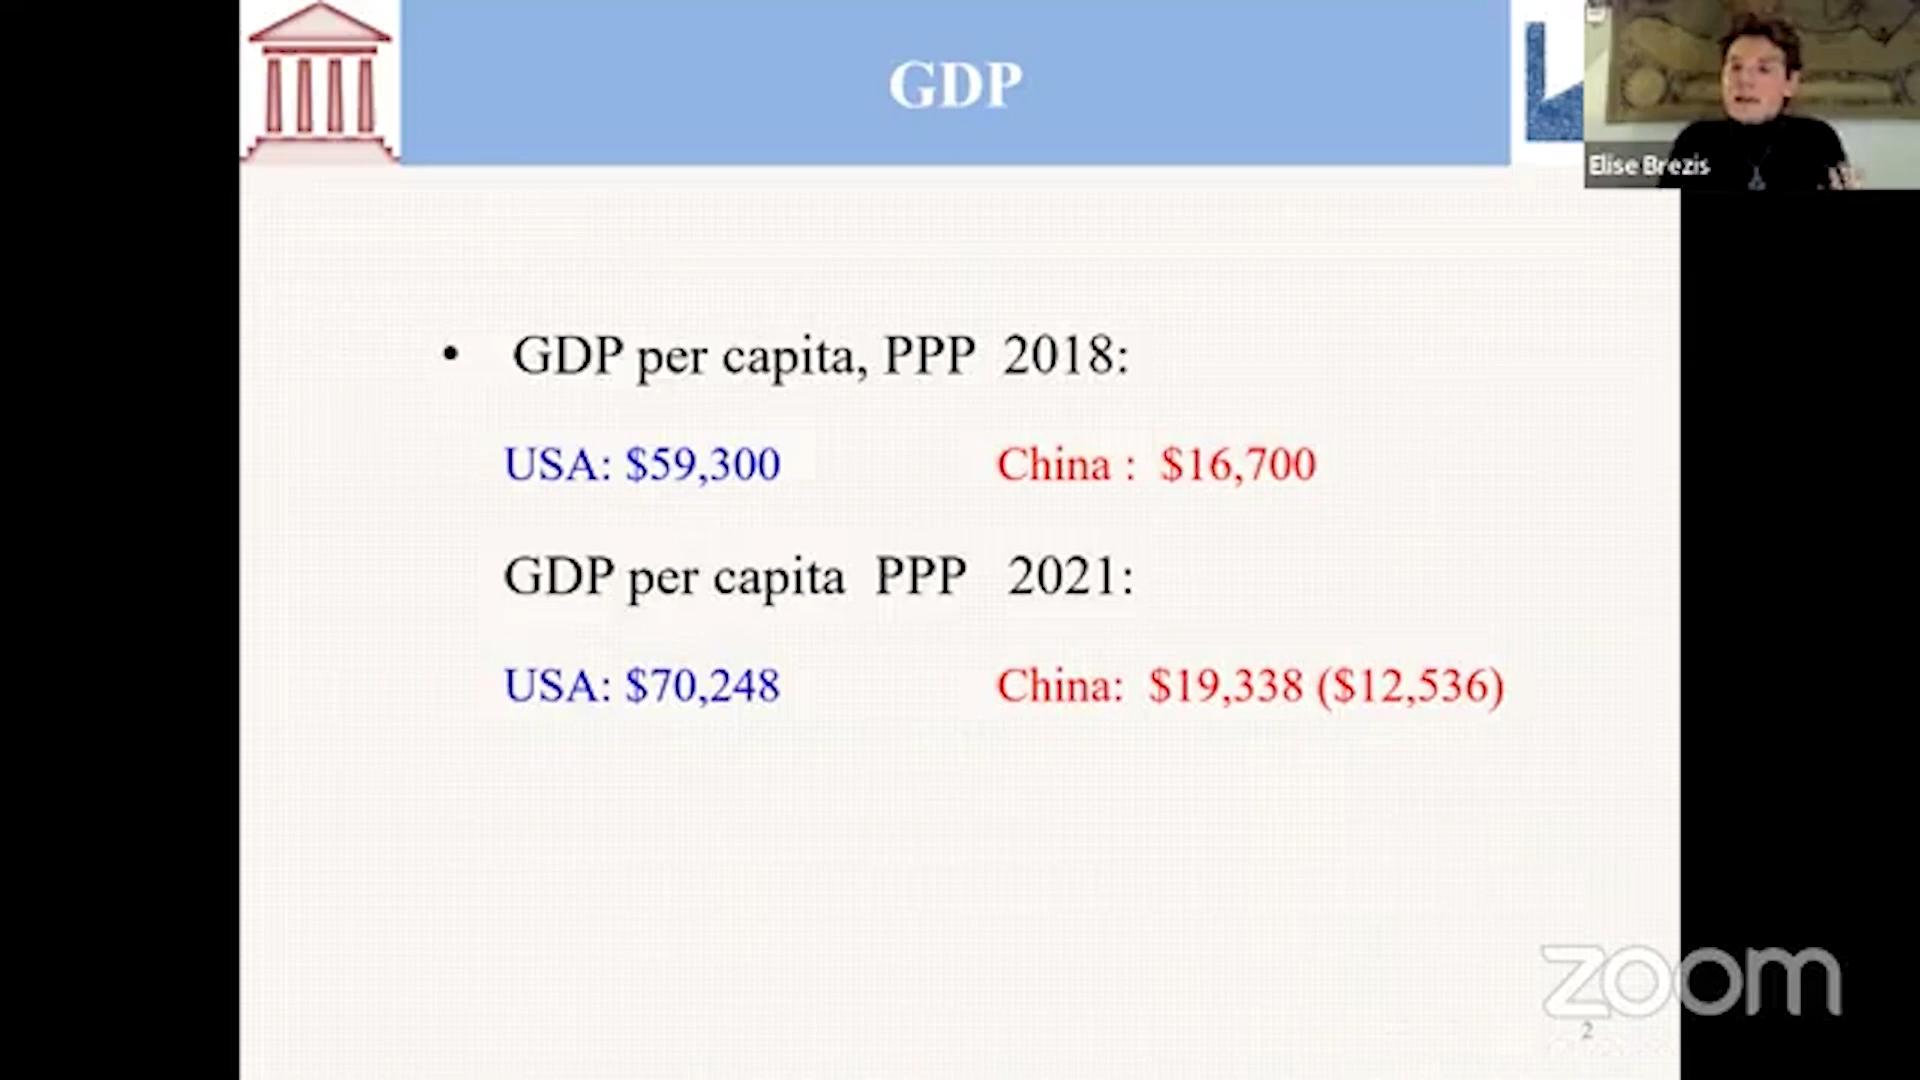 GDP
Elise Brezis
• GDP per capita, PPP 2018:
USA: $59,300 China : $16,700
GDP per capita PPP 2021:
USA: $70,248 China: $19,338 ($12,536)
zoom
2